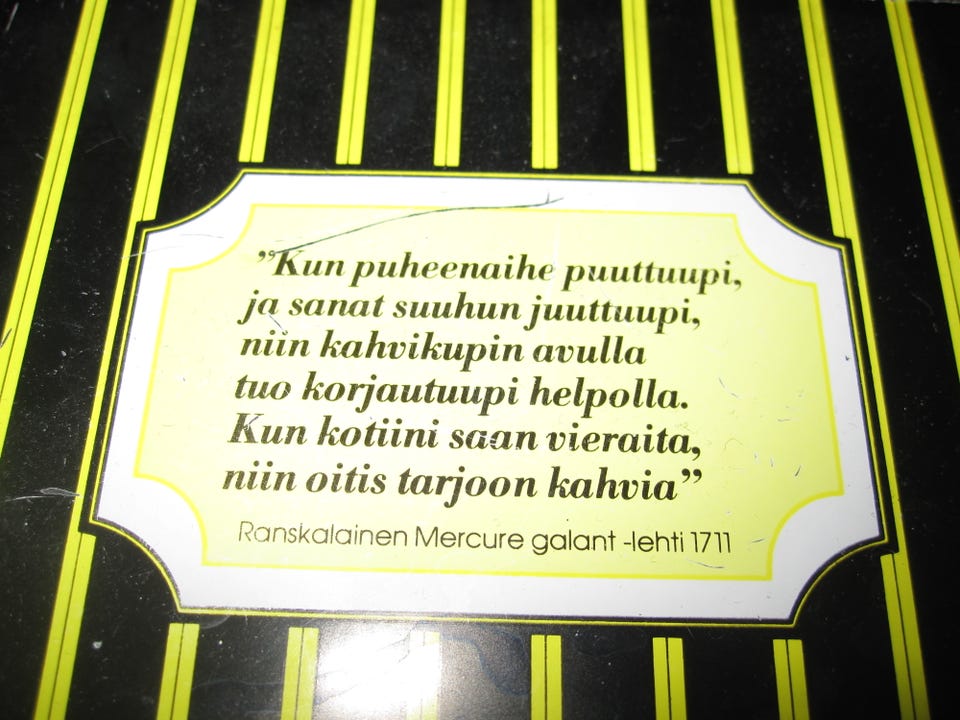 ”Kun puheenaihe puuttuupi,
ja sanat suuhun juuttuupi,
niin kahvikupin avulla
tuo korjautuupi helpolla.
Kun kotiini saan vieraita,
niin oitis tarjoon kahvia”
Ranskalainen Mercure galant -lehti 1711